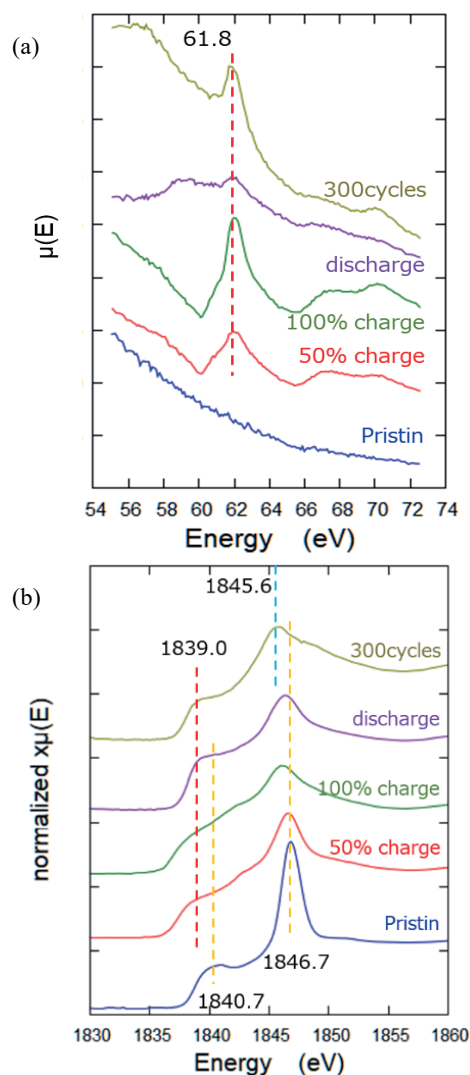 (a)
61.8
300cycles
discharge
100% charge
50% charge
Pristin
μ(E)
54 56 58 60 62 64 66 68 70 72 74
Energy (eV)
(b)
1845.6
1839.0
300cycles
discharge
100% charge
50% charge
Pristin
1846.7
1840.7
normalized xμ(E)
1830 1835 1840 1845 1850 1855 1860
Energy (eV)